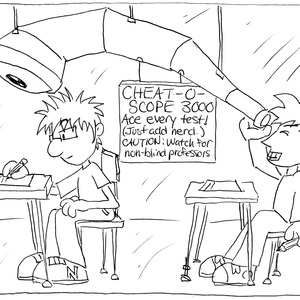 CHEAT-O-
SCOPE 3000
Ace every test!
(Just add nerd.)
CAUTION: Watch for
non-blind professors
N